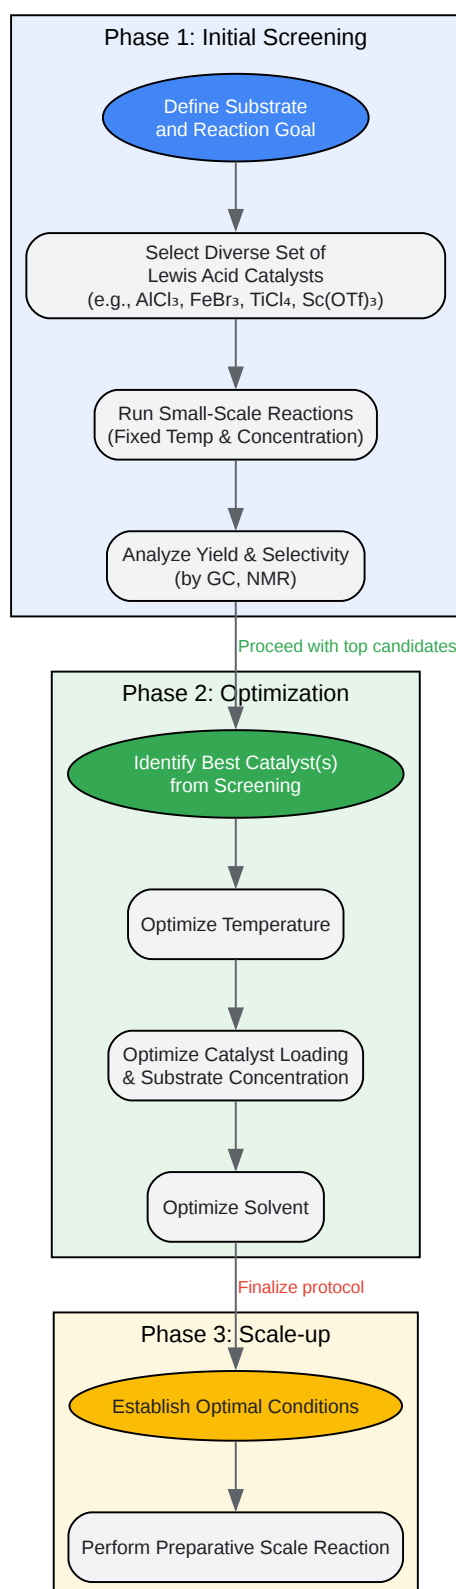 Phase 1: Initial Screening
Define Substrate
and Reaction Goal
Select Diverse Set of
Lewis Acid Catalysts
(e.g., AlCl₃, FeBr₃, TiCl₄, Sc(OTf)₃)
Run Small-Scale Reactions
(Fixed Temp & Concentration)
Analyze Yield & Selectivity
(by GC, NMR)
Proceed with top candidates
Phase 2: Optimization
Identify Best Catalyst(s)
from Screening
Optimize Temperature
Optimize Catalyst Loading
& Substrate Concentration
Optimize Solvent
Finalize protocol
Phase 3: Scale-up
Establish Optimal Conditions
Perform Preparative Scale Reaction